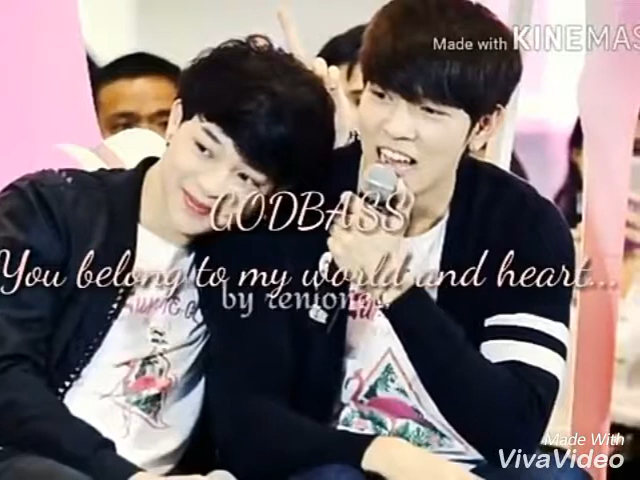 Made with KINEMAS
GODBASS
You belong to my world and heart...
by
Made With
VivaVideo